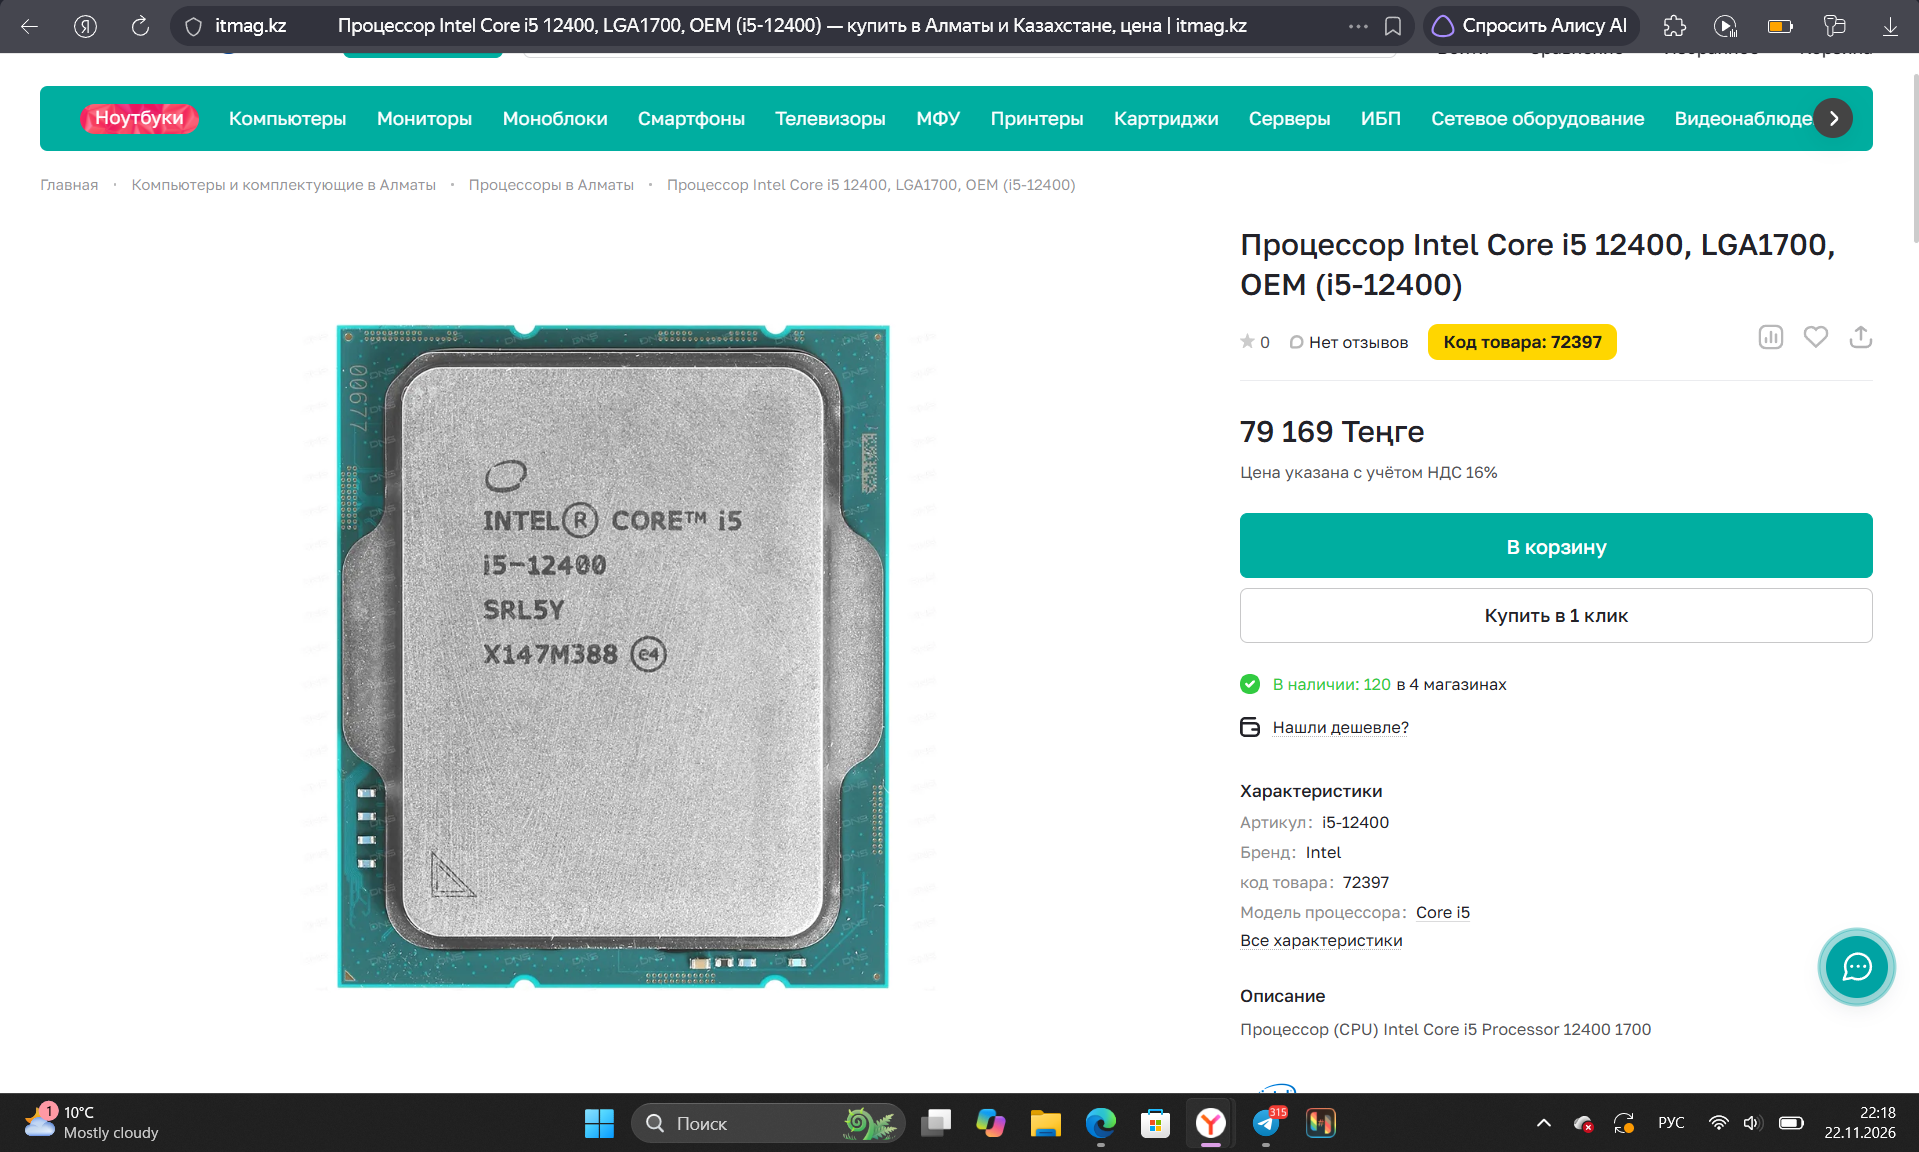 itmag.kz
Процессор Intel Core i5 12400, LGA1700, OEM (i5-12400) — купить в Алматы и Казахстане, цена | itmag.kz
Спросить Алису AI
Ноутбуки
Компьютеры
Мониторы
Моноблоки
Смартфоны
Телевизоры
МФУ
Принтеры
Картриджи
Серверы
ИБП
Сетевое оборудование
Видеонаблюде
Главная · Компьютеры и комплектующие в Алматы · Процессоры в Алматы · Процессор Intel Core i5 12400, LGA1700, OEM (i5-12400)
INTEL® CORE™ i5
i5-12400
SRL5Y
X147M388 e4
Процессор Intel Core i5 12400, LGA1700,
OEM (i5-12400)
0
Нет отзывов
Код товара: 72397
79 169 Теңге
Цена указана с учётом НДС 16%
В корзину
Купить в 1 клик
В наличии: 120 в 4 магазинах
Нашли дешевле?
Характеристики
Артикул: i5-12400
Бренд: Intel
код товара: 72397
Модель процессора: Core i5
Все характеристики
Описание
Процессор (CPU) Intel Core i5 Processor 12400 1700
1
10°C
Mostly cloudy
Поиск
315
РУС
22:18
22.11.2026